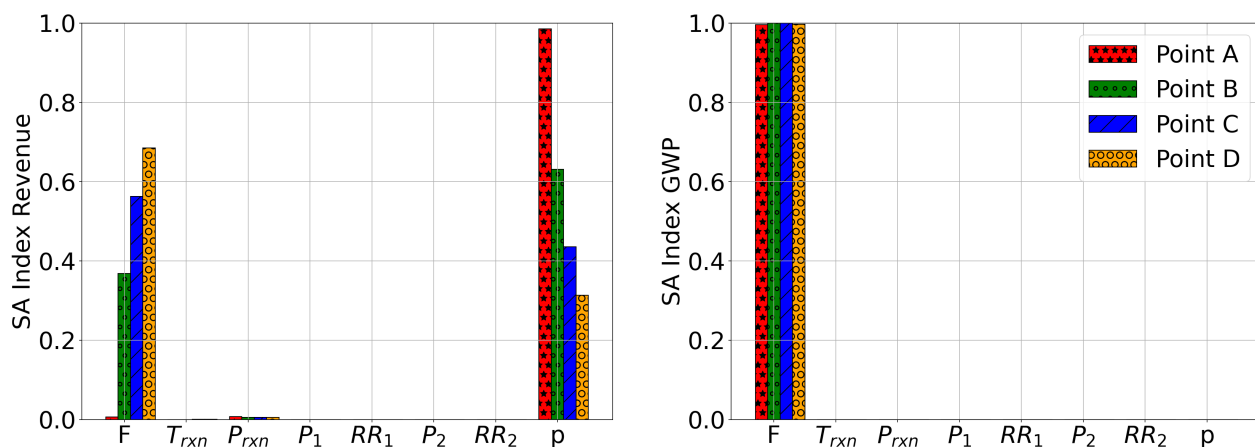 SA Index Revenue
1.0
0.8
0.6
0.4
0.2
0.0
F T_rxn P_rxn P_1 RR_1 P_2 RR_2 p
SA Index GWP
1.0
0.8
0.6
0.4
0.2
0.0
F T_rxn P_rxn P_1 RR_1 P_2 RR_2 p
Point A
Point B
Point C
Point D